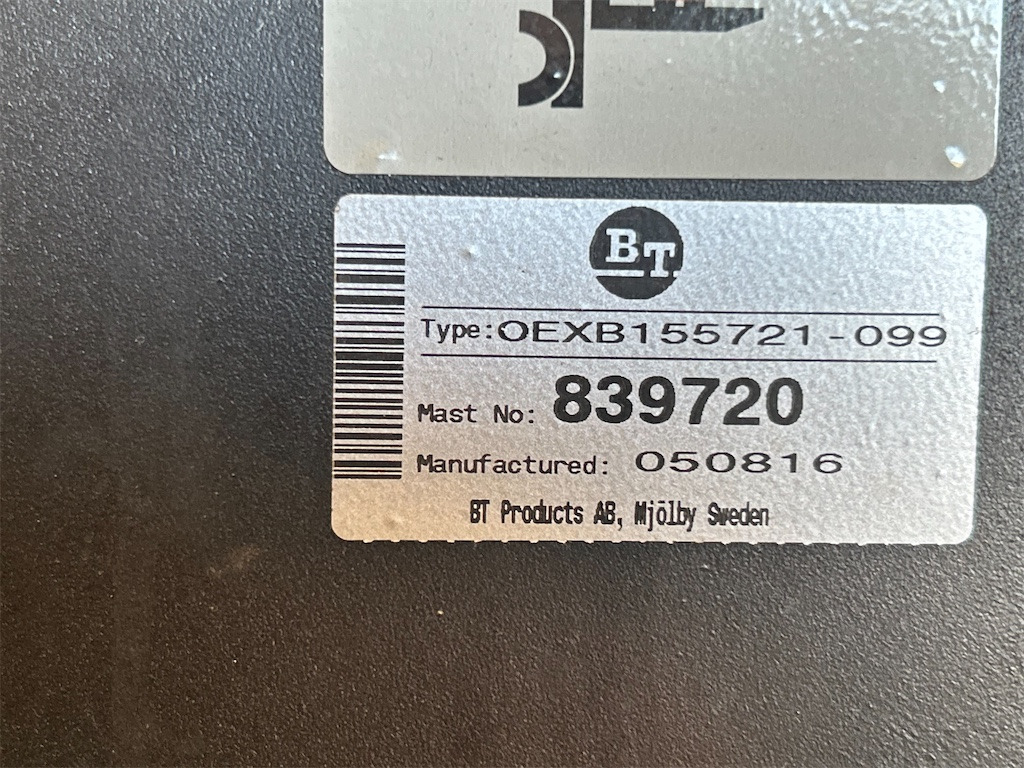 BT
Type:OEXB155721-099
Mast No: 839720
Manufactured: 050816
BT Products AB, Mjölby Sweden